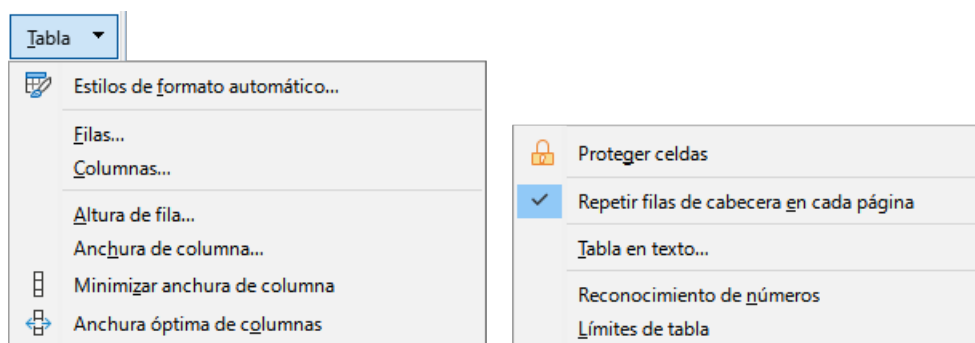 Tabla
Estilos de formato automático...
Filas...
Columnas...
Altura de fila...
Anchura de columna...
Minimizar anchura de columna
Anchura óptima de columnas
Proteger celdas
Repetir filas de cabecera en cada página
Tabla en texto...
Reconocimiento de números
Límites de tabla